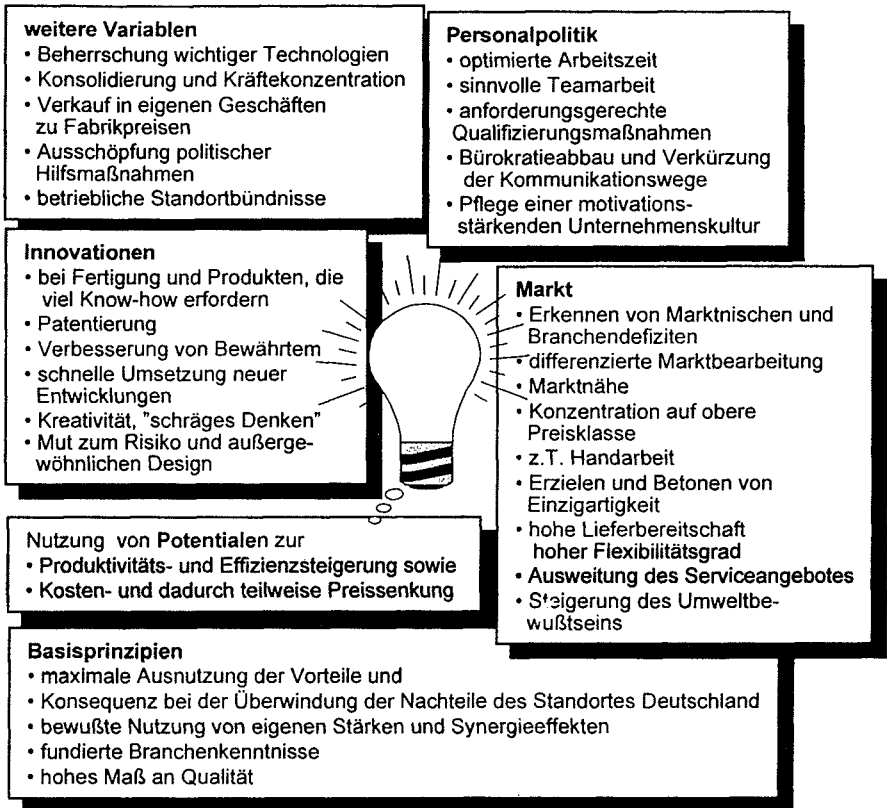 weitere Variablen
• Beherrschung wichtiger Technologien
• Konsolidierung und Kräftekonzentration
• Verkauf in eigenen Geschäften
zu Fabrikpreisen
• Ausschöpfung politischer
Hilfsmaßnahmen
• betriebliche Standortbündnisse
Personalpolitik
• optimierte Arbeitszeit
• sinnvolle Teamarbeit
• anforderungsgerechte
Qualifizierungsmaßnahmen
• Bürokratieabbau und Verkürzung
der Kommunikationswege
• Pflege einer motivations-
stärkenden Unternehmenskultur
Innovationen
• bei Fertigung und Produkten, die
viel Know-how erfordern
• Patentierung
• Verbesserung von Bewährtem
• schnelle Umsetzung neuer
Entwicklungen
• Kreativität, "schräges Denken"
• Mut zum Risiko und außerge-
wöhnlichen Design
Markt
• Erkennen von Marktnischen und
Branchendefiziten
• differenzierte Marktbearbeitung
• Marktnähe
• Konzentration auf obere
Preisklasse
• z.T. Handarbeit
• Erzielen und Betonen von
Einzigartigkeit
• hohe Lieferbereitschaft
hoher Flexibilitätsgrad
• Ausweitung des Serviceangebotes
• Steigerung des Umweltbe-
wußtseins
Nutzung von Potentialen zur
• Produktivitäts- und Effizienzsteigerung sowie
• Kosten- und dadurch teilweise Preissenkung
Basisprinzipien
• maximale Ausnutzung der Vorteile und
• Konsequenz bei der Überwindung der Nachteile des Standortes Deutschland
• bewußte Nutzung von eigenen Stärken und Synergieeffekten
• fundierte Branchenkenntnisse
• hohes Maß an Qualität